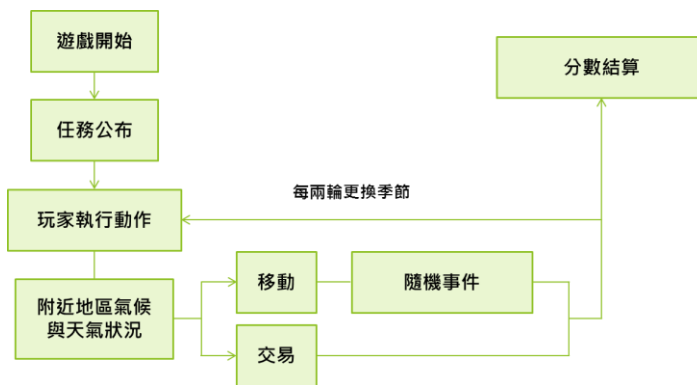 遊戲開始
分數結算
任務公布
每兩輪更換季節
玩家執行動作
移動
隨機事件
附近地區氣候
與天氣狀況
交易